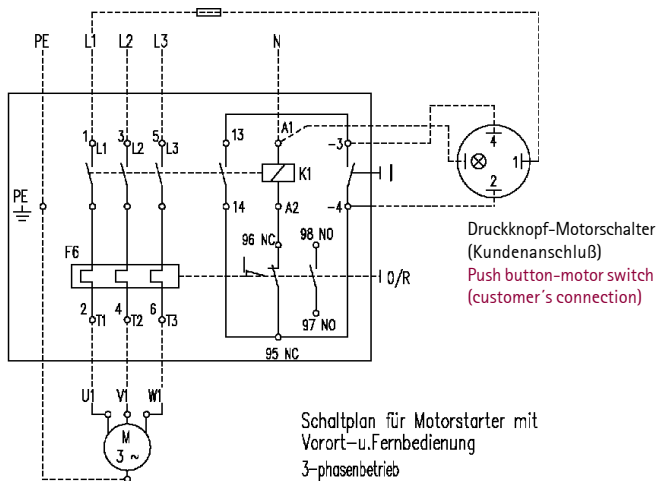 PE L1 L2 L3 N
1 L1 3 L2 5 L3 13 A1 -3
K1 I
14 A2 -4
PE
4
1
2
Druckknopf-Motorschalter
(Kundenanschluß)
Push button-motor switch
(customer´s connection)
96 NC 98 NO
F6
O/R
2 T1 4 T2 6 T3
97 NO
95 NC
U1 V1 W1
M
3 ~
Schaltplan für Motorstarter mit
Vorort-u.Fernbedienung
3-phasenbetrieb